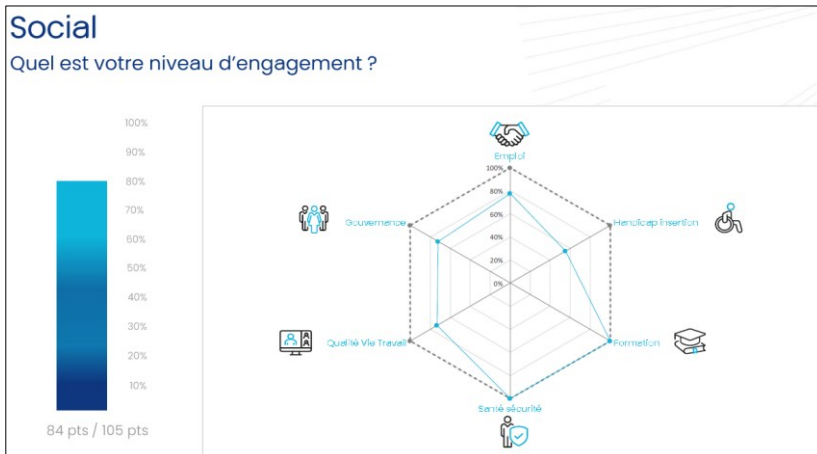 Social
Quel est votre niveau d'engagement ?
100%
90%
80%
70%
60%
50%
40%
30%
20%
10%
84 pts / 105 pts
Emploi
100%
80%
60%
40%
20%
0%
Gouvernance
Handicap insertion
Qualité Vie Travail
Formation
Santé sécurité